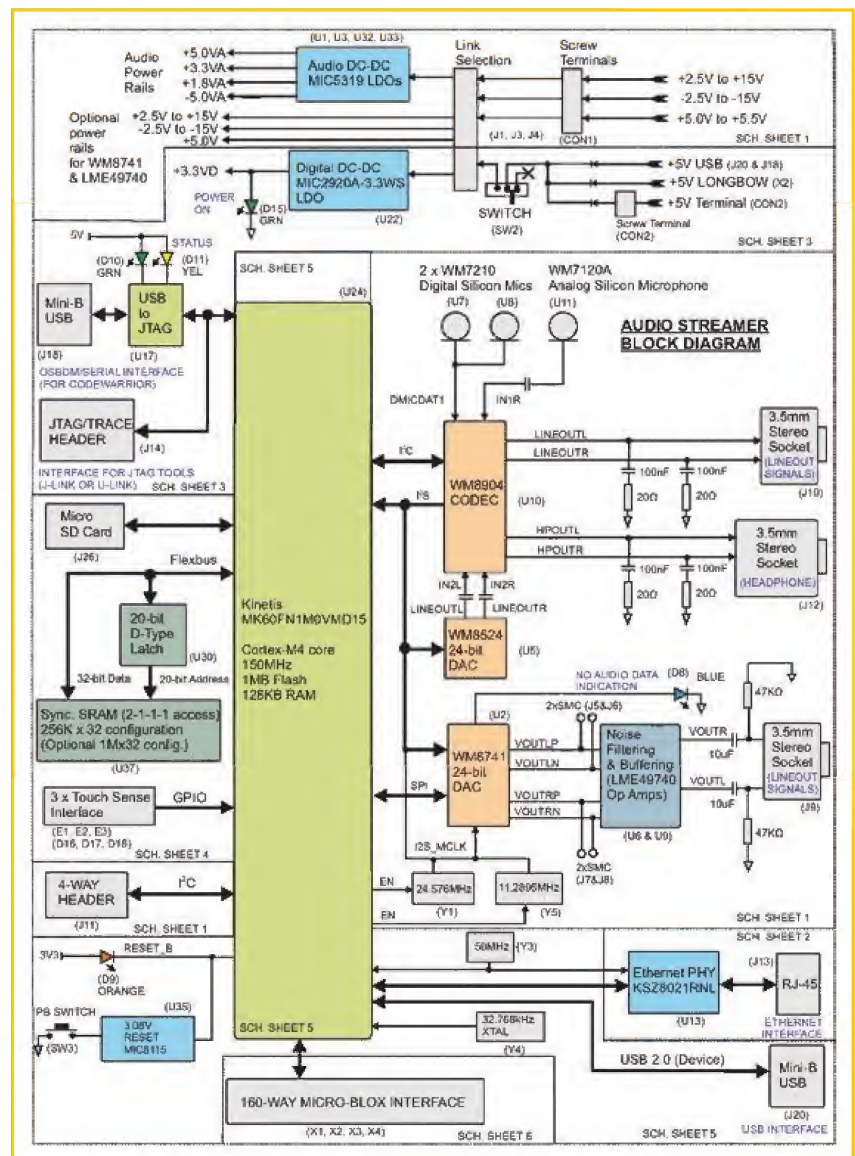 (U1, U3, U32, U33)
Audio
Power
Rails
+5.0VA
+3.3VA
+1.8VA
-5.0VA
Audio DC-DC
MIC5319 LDOs
Link
Selection
Screw
Terminals
+2.5V to +15V
-2.5V to -15V
+5.0V to +5.5V
(J1, J3, J4)
(CON1)
SCH. SHEET 1
Optional
power
rails
for WM8741
& LME49740
+2.5V to +15V
-2.5V to -15V
+5.0V
+3.3VD
Digital DC-DC
MIC2920A-3.3WS
LDO
(U22)
POWER
ON
(D15)
GRN
SWITCH
(SW2)
+5V USB (J20 & J18)
+5V LONGBOW (X2)
+5V Terminal (CON2)
Screw Terminal
(CON2)
SCH. SHEET 3
5V
STATUS
(D10)
GRN
(D11)
YEL
Mini-B
USB
(J18)
USB
to
JTAG
(U17)
OSBDM/SERIAL INTERFACE
(FOR CODEWARRIOR)
JTAG/TRACE
HEADER
(J14)
INTERFACE FOR JTAG TOOLS
(J-LINK OR U-LINK)
SCH. SHEET 3
SCH. SHEET 5
(U24)
Kinetis
MK60FN1M0VMD15
Cortex-M4 core
150MHz
1MB Flash
128KB RAM
SCH. SHEET 5
2 x WM7210
Digital Silicon Mics
(U7)
(U8)
WM7120A
Analog Silicon Microphone
(U11)
AUDIO STREAMER
BLOCK DIAGRAM
DMICDAT1
IN1R
I²C
I²S
WM8904
CODEC
(U10)
LINEOUTL
LINEOUTR
100nF
100nF
20Ω
20Ω
3.5mm
Stereo
Socket
(LINEOUT
SIGNALS)
(J10)
HPOUTL
HPOUTR
100nF
100nF
20Ω
20Ω
3.5mm
Stereo
Socket
(HEADPHONE)
(J12)
IN2L
IN2R
LINEOUTL
LINEOUTR
WM8524
24-bit
DAC
(U5)
Micro
SD Card
(J26)
Flexbus
20-bit
D-Type
Latch
(U30)
32-bit Data
20-bit Address
Sync. SRAM (2-1-1-1 access)
256K x 32 configuration
(Optional 1Mx32 config.)
(U37)
3 x Touch Sense
Interface
GPIO
(E1, E2, E3)
(D16, D17, D18)
SCH. SHEET 4
NO AUDIO DATA
INDICATION
(D8)
BLUE
(U2)
WM8741
24-bit
DAC
SPI
2xSMC (J5&J6)
VOUTLP
VOUTLN
VOUTRP
VOUTRN
2xSMC
(J7&J8)
Noise
Filtering
& Buffering
(LME49740
Op Amps)
(U6 & U9)
VOUTR
10uF
VOUTL
10uF
47KΩ
47KΩ
3.5mm
Stereo
Socket
(LINEOUT
SIGNALS)
(J9)
I2S_MCLK
EN
24.576MHz
(Y1)
EN
11.2896MHz
(Y5)
SCH. SHEET 1
4-WAY
HEADER
(J11)
I²C
SCH. SHEET 1
3V3
RESET_B
(D9)
ORANGE
PB SWITCH
(SW3)
(U35)
3.08V
RESET
MIC8115
SCH. SHEET 2
50MHz
(Y3)
Ethernet PHY
KSZ8021RNL
(U13)
(J13)
RJ-45
ETHERNET
INTERFACE
32.768kHz
XTAL
(Y4)
USB 2.0 (Device)
Mini-B
USB
(J20)
USB INTERFACE
SCH. SHEET 5
160-WAY MICRO-BLOX INTERFACE
(X1, X2, X3, X4)
SCH. SHEET 6